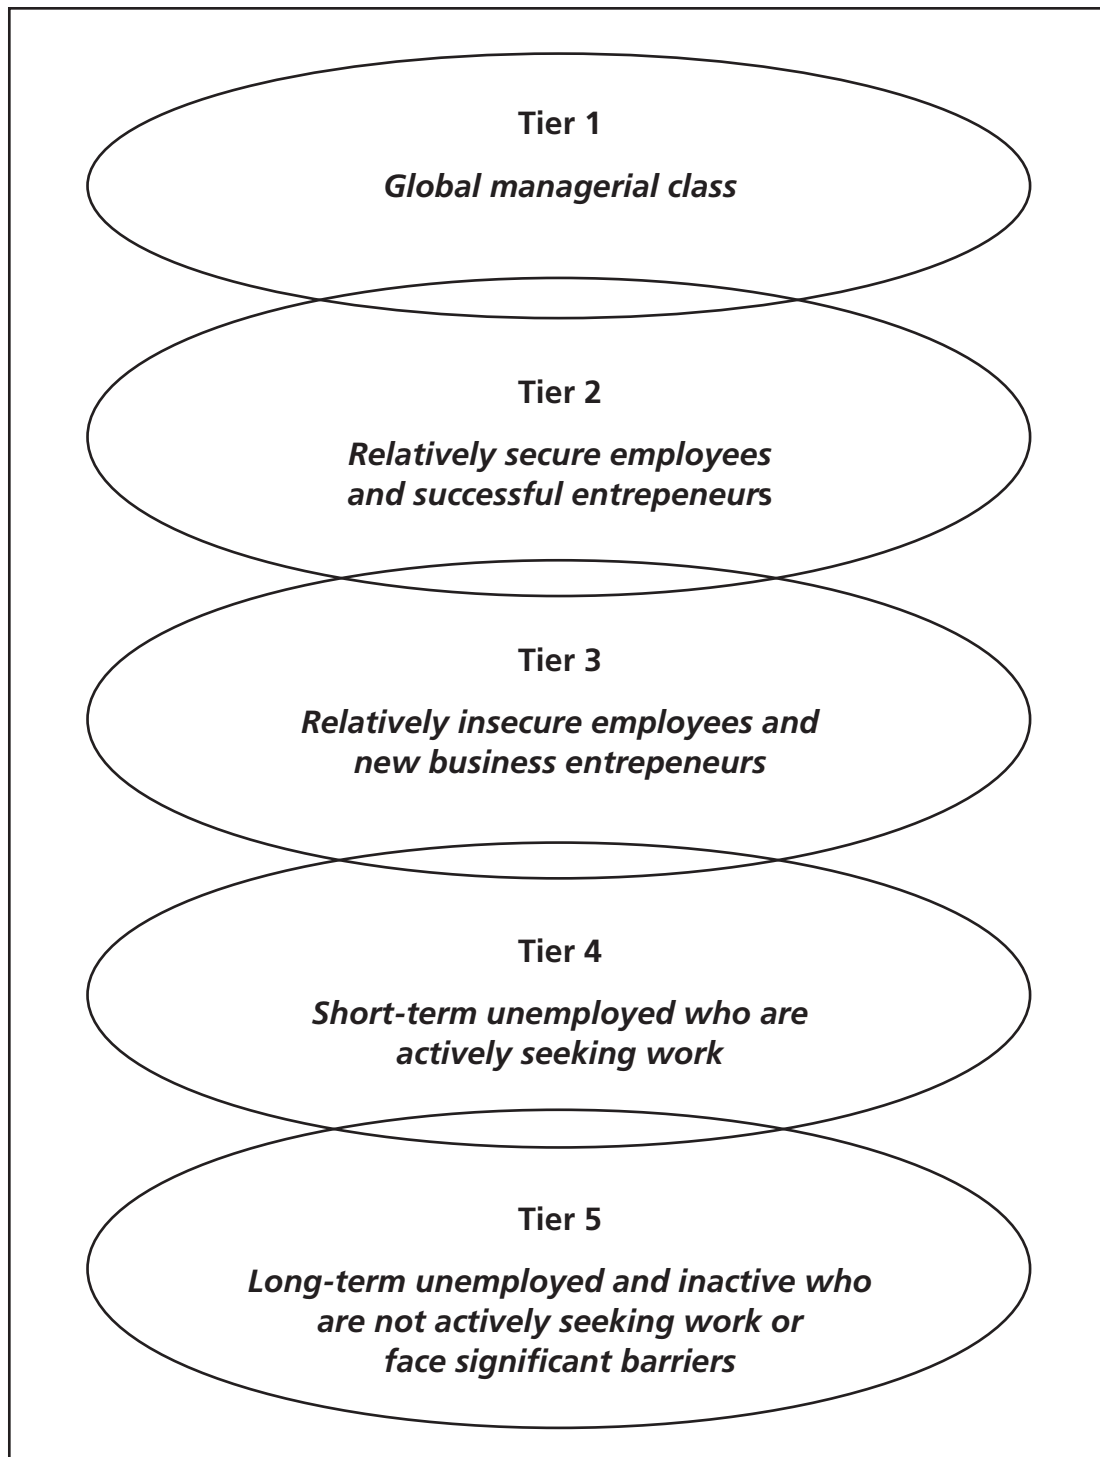 Tier 1
Global managerial class
Tier 2
Relatively secure employees
and successful entrepeneurs
Tier 3
Relatively insecure employees and
new business entrepeneurs
Tier 4
Short-term unemployed who are
actively seeking work
Tier 5
Long-term unemployed and inactive who
are not actively seeking work or
face significant barriers